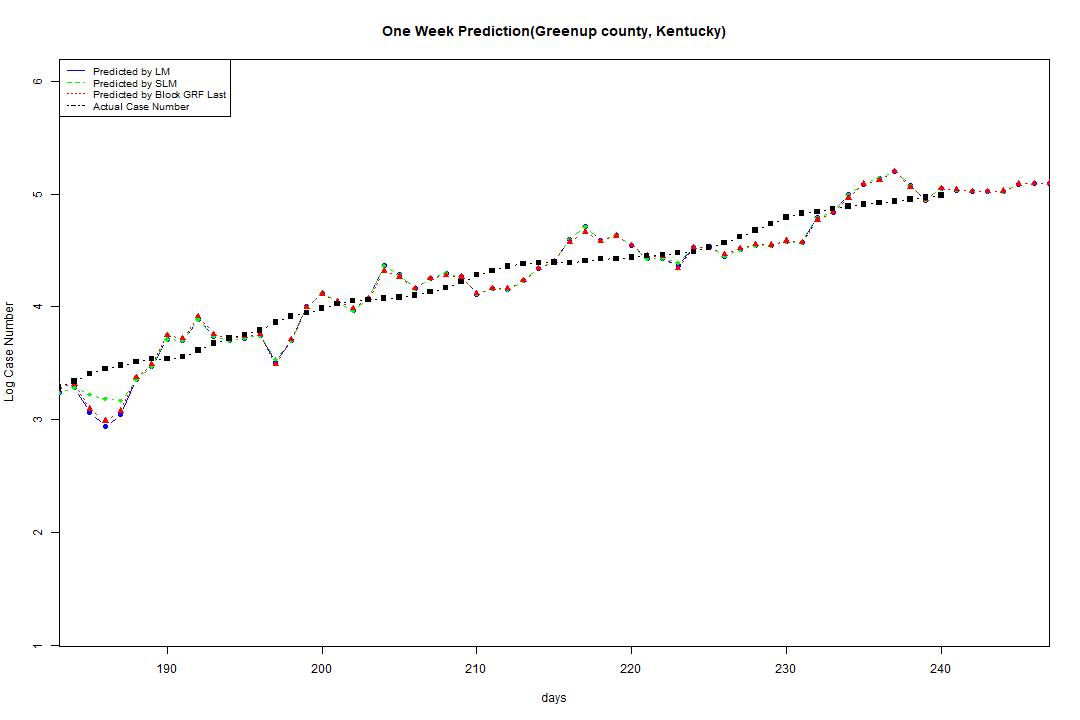 One Week Prediction(Greenup county, Kentucky)
Predicted by LM
Predicted by SLM
Predicted by Block GRF Last
Actual Case Number
6
5
4
3
2
1
Log Case Number
190 200 210 220 230 240
days